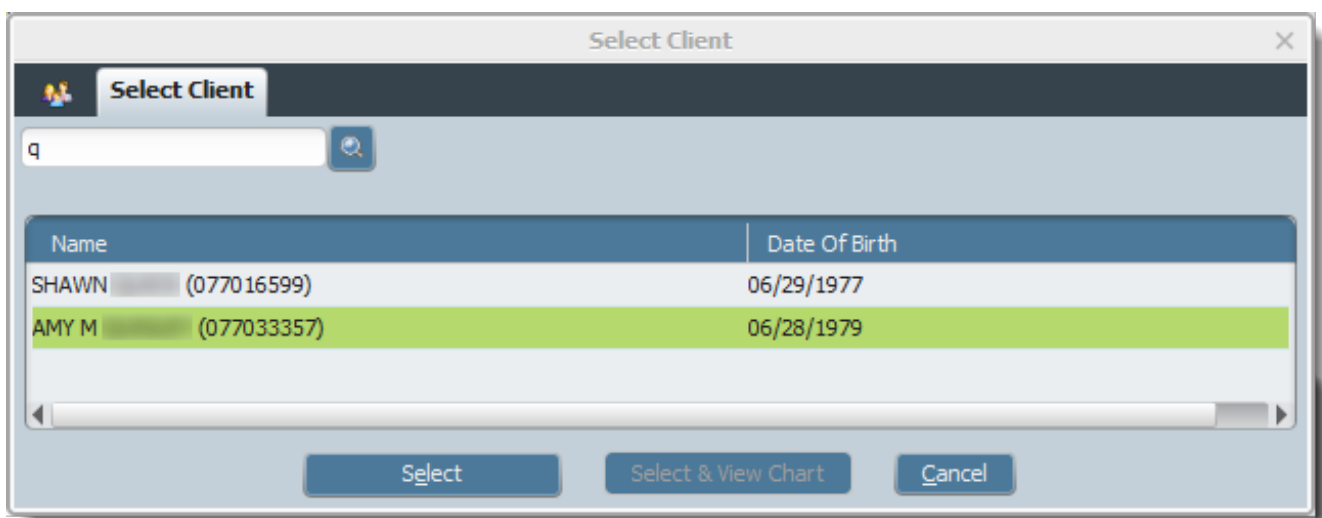 Select Client
Select Client
q
Name Date Of Birth
SHAWN (077016599) 06/29/1977
AMY M (077033357) 06/28/1979
Select Select & View Chart Cancel